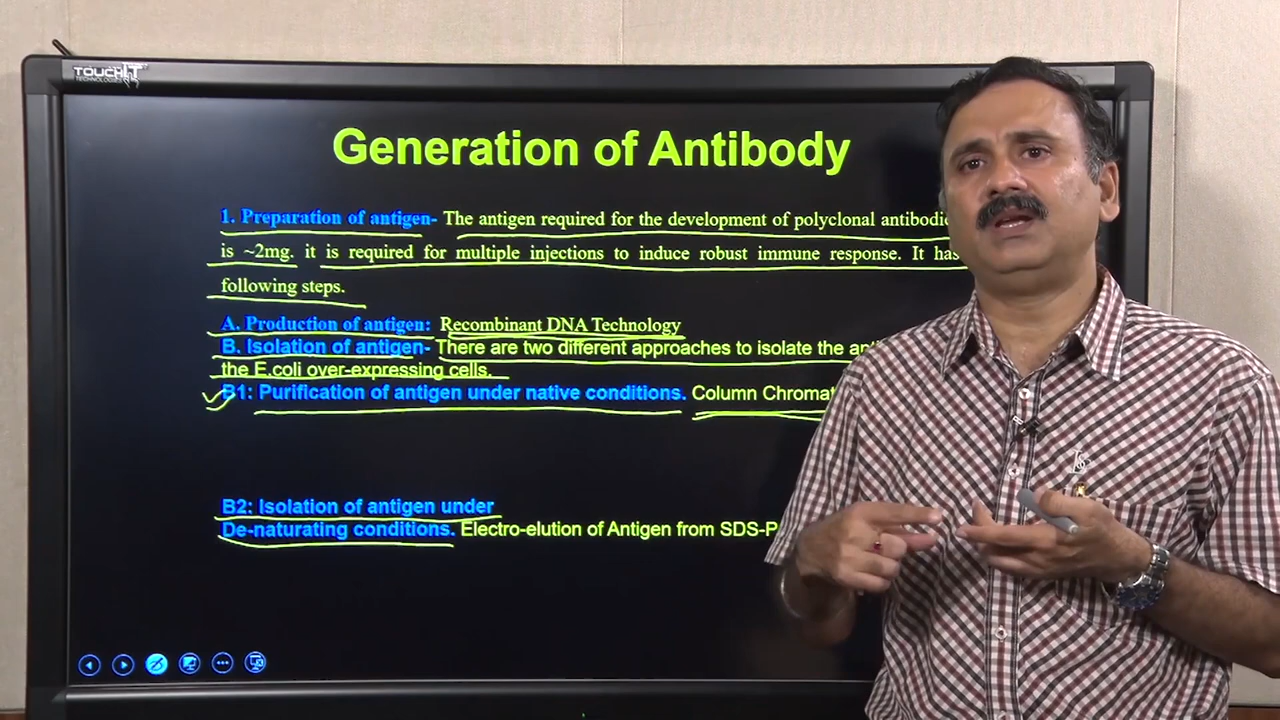 TOUCHIT
TECHNOLOGIES
Generation of Antibody
1. Preparation of antigen- The antigen required for the development of polyclonal
is ~2mg. it is required for multiple injections to induce robust immune response. It has
following steps.
A. Production of antigen: Recombinant DNA Technology
B. Isolation of antigen- There are two different approaches to isolate the
the E.coli over-expressing cells.
B1: Purification of antigen under native conditions. Column
B2: Isolation of antigen under
De-naturating conditions. Electro-elution of Antigen from